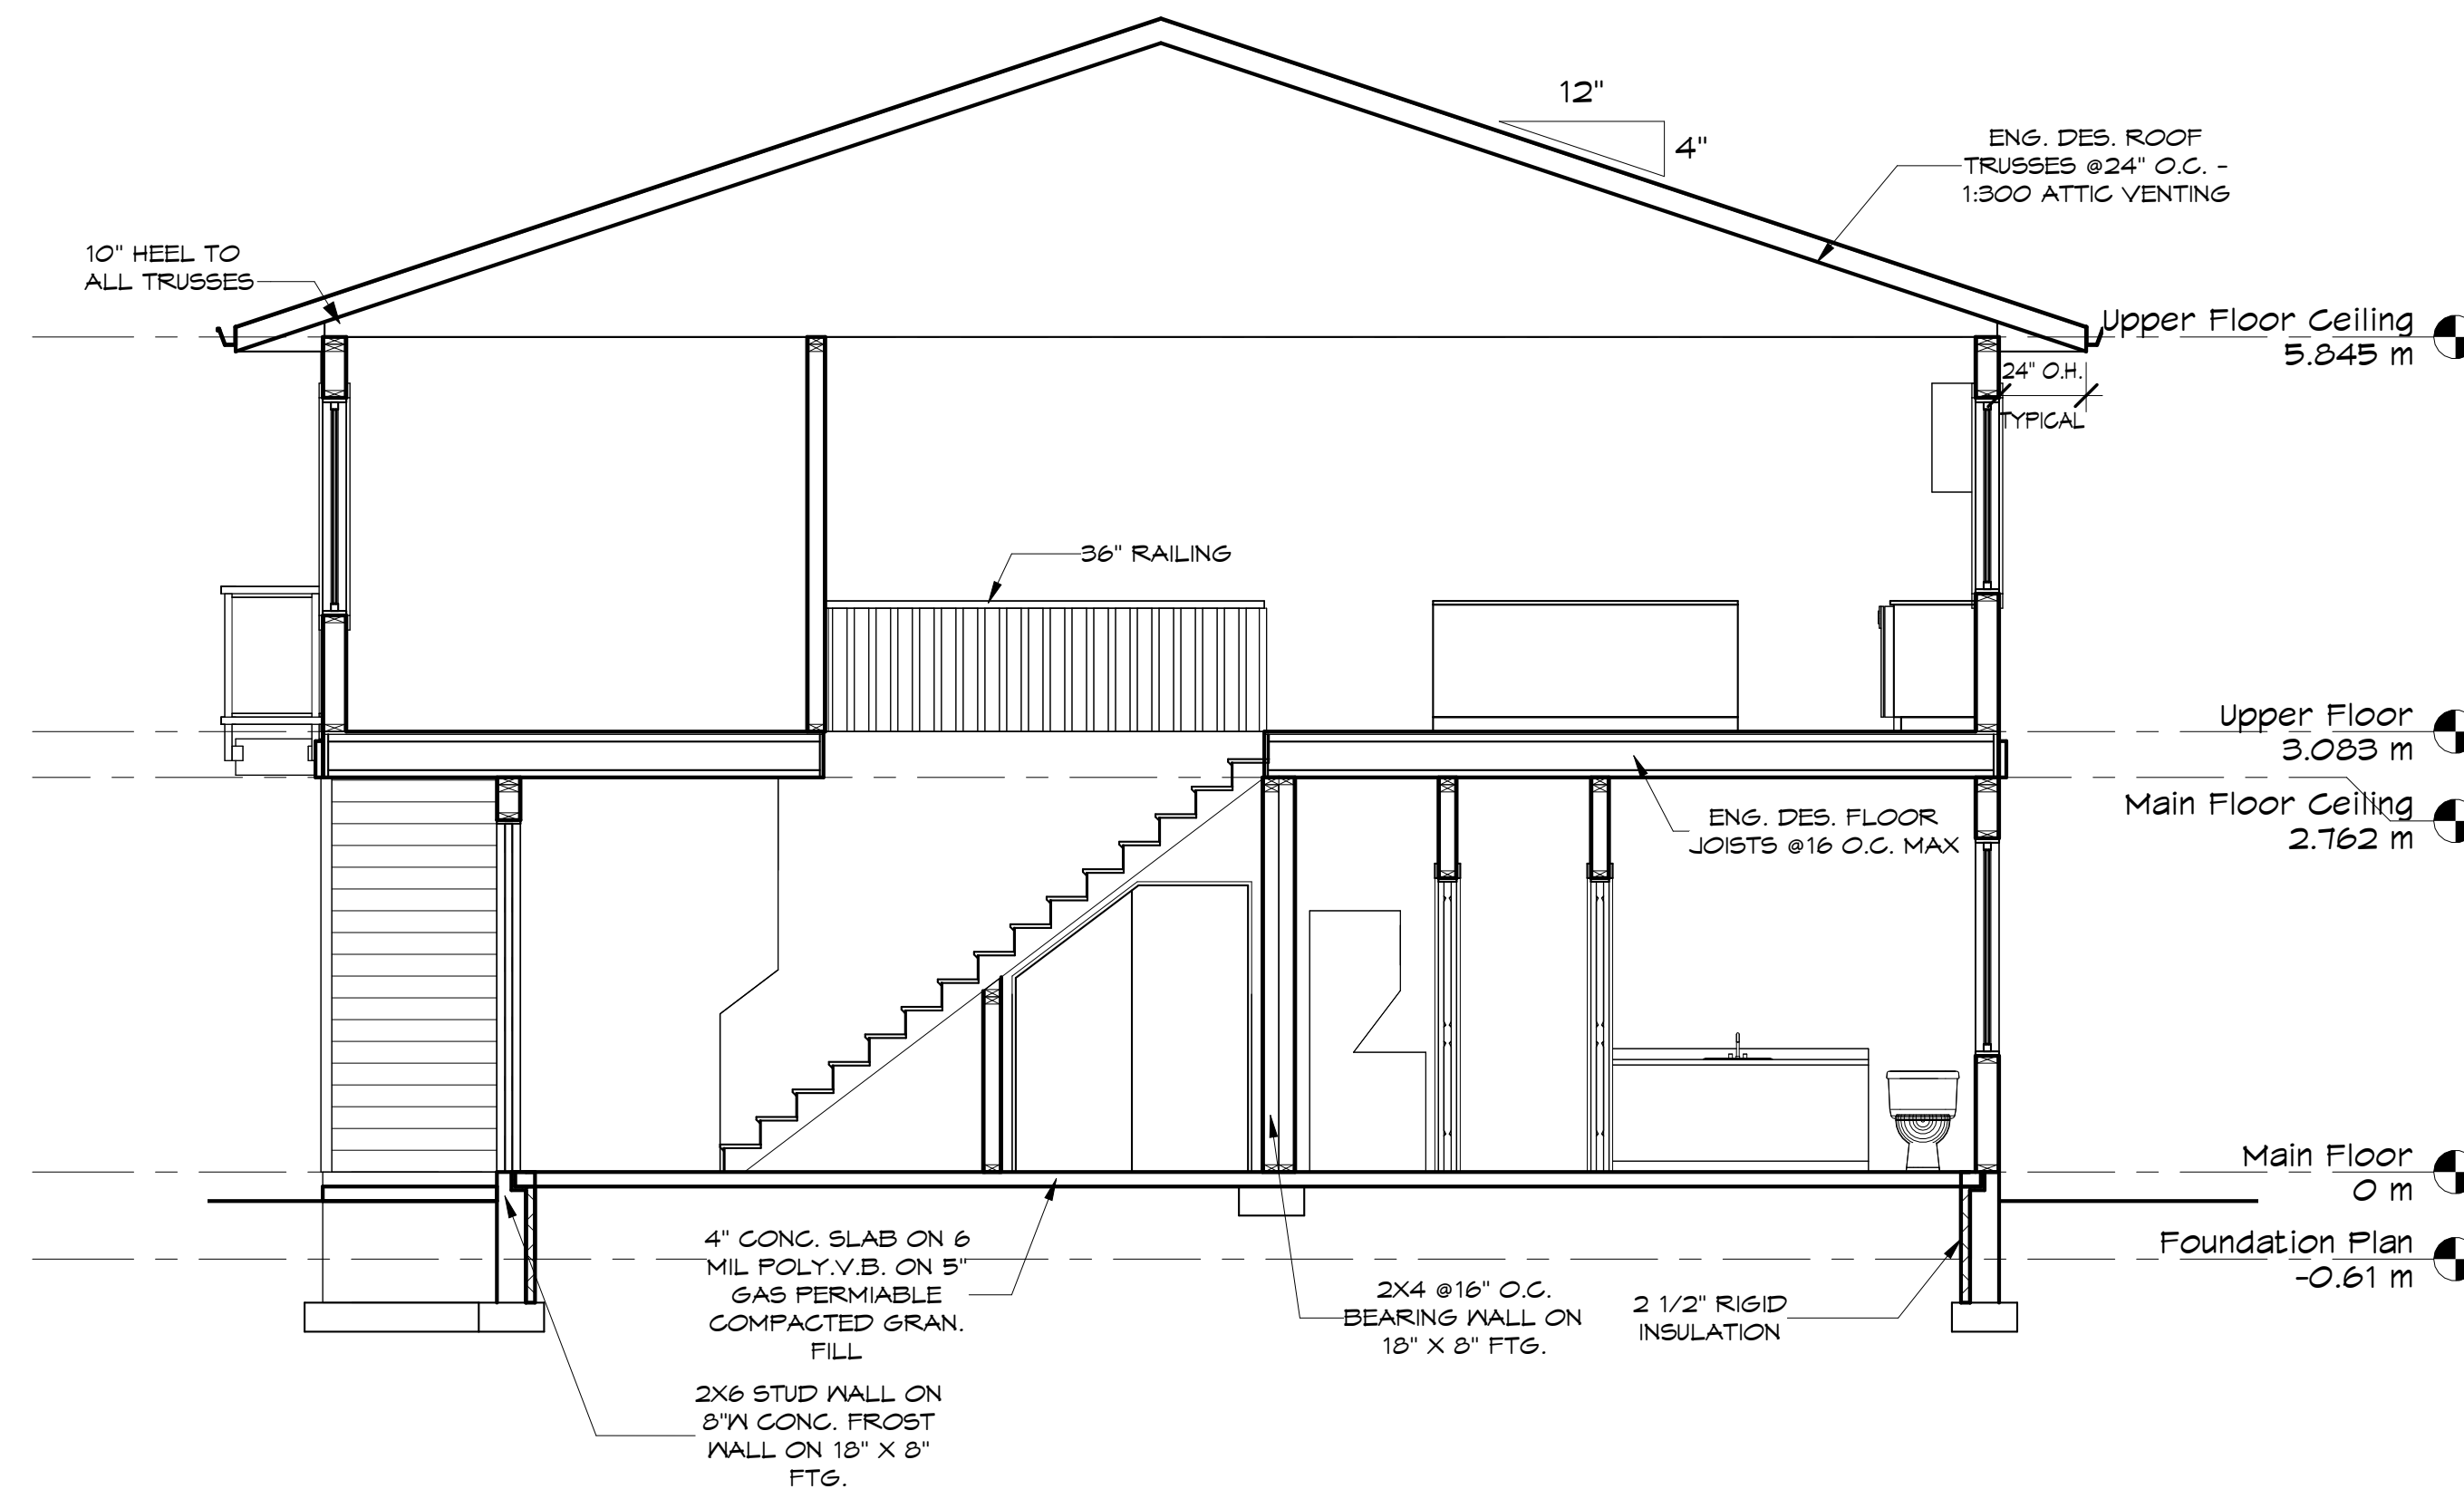 12"
4"
ENG. DES. ROOF
TRUSSES @24" O.C. -
1:300 ATTIC VENTING
10" HEEL TO
ALL TRUSSES
Upper Floor Ceiling
5.845 m
24" O.H.
TYPICAL
36" RAILING
Upper Floor
3.083 m
Main Floor Ceiling
2.762 m
ENG. DES. FLOOR
JOISTS @16 O.C. MAX
Main Floor
0 m
Foundation Plan
-0.61 m
4" CONC. SLAB ON 6
MIL POLY.V.B. ON 5"
GAS PERMIABLE
COMPACTED GRAN.
FILL
2X4 @16" O.C.
BEARING WALL ON
18" X 8" FTG.
2 1/2" RIGID
INSULATION
2X6 STUD WALL ON
8"W CONC. FROST
WALL ON 18" X 8"
FTG.